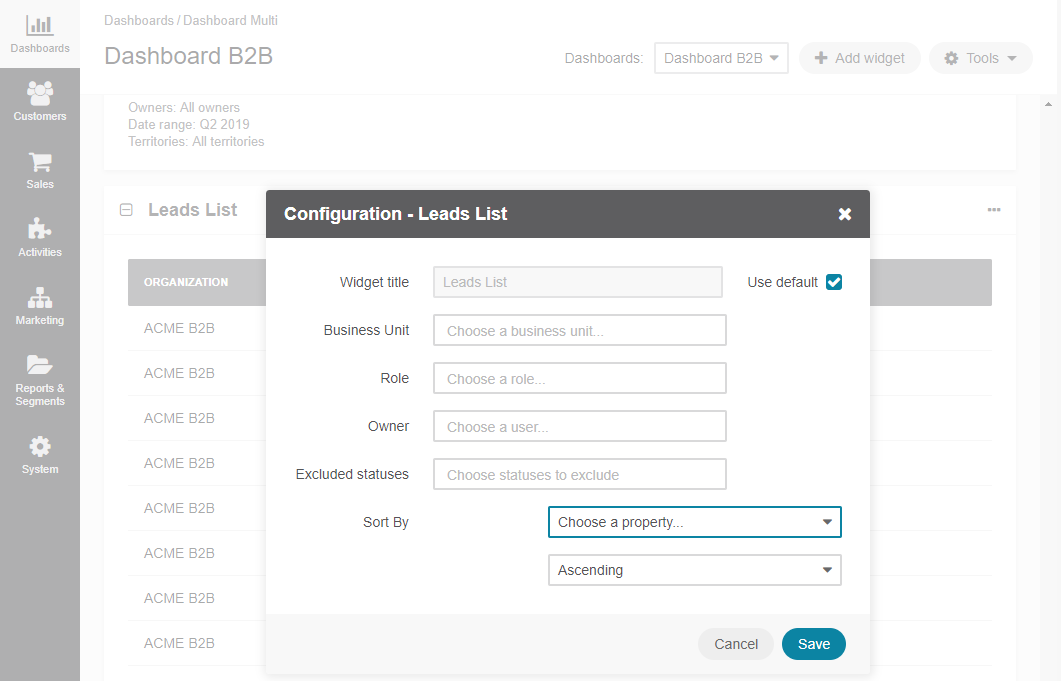 Dashboards
Customers
Sales
Activities
Marketing
Reports &
Segments
System
Dashboards / Dashboard Multi
Dashboard B2B
Dashboards:
Dashboard B2B
Add widget
Tools
Owners: All owners
Date range: Q2 2019
Territories: All territories
Leads List
ORGANIZATION
ACME B2B
ACME B2B
ACME B2B
ACME B2B
ACME B2B
ACME B2B
ACME B2B
ACME B2B
Configuration - Leads List
Widget title
Leads List
Use default
Business Unit
Choose a business unit...
Role
Choose a role...
Owner
Choose a user...
Excluded statuses
Choose statuses to exclude
Sort By
Choose a property...
Ascending
Cancel
Save